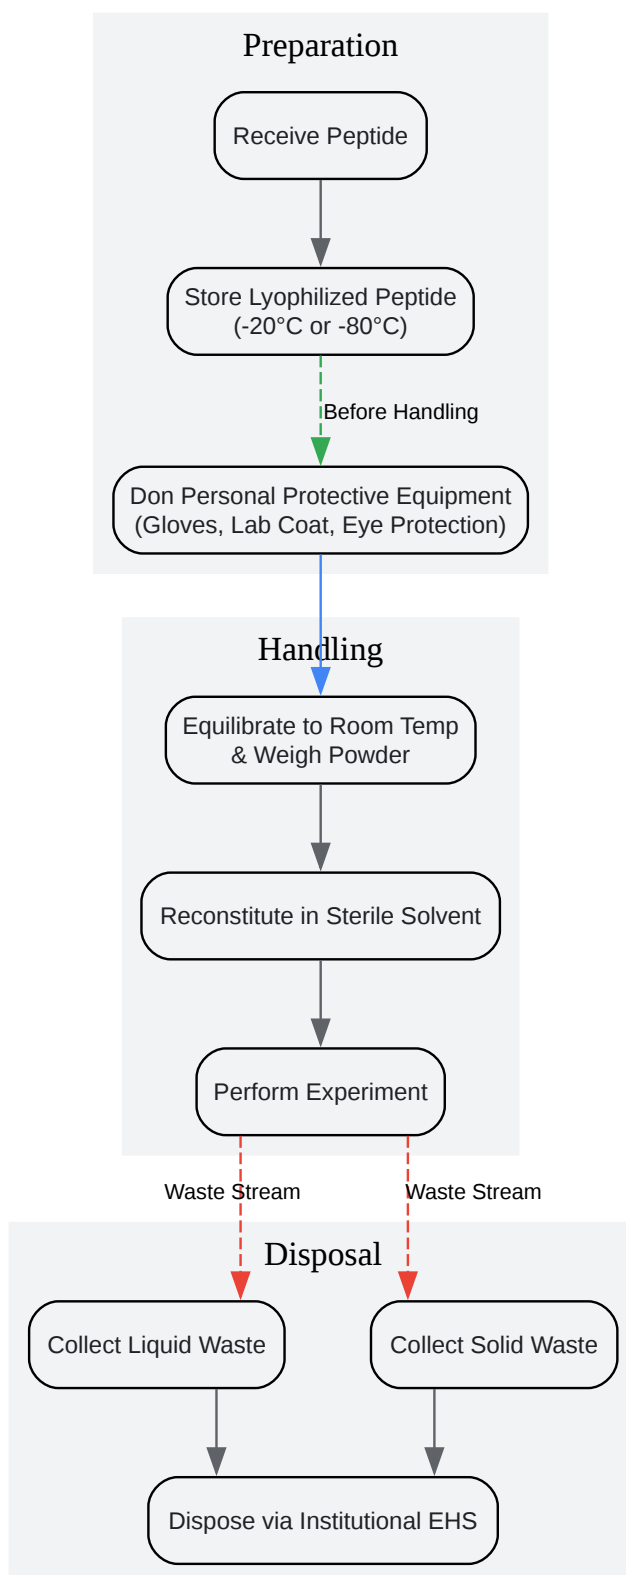 Preparation
Receive Peptide
Store Lyophilized Peptide
(-20°C or -80°C)
Before Handling
Don Personal Protective Equipment
(Gloves, Lab Coat, Eye Protection)
Handling
Equilibrate to Room Temp
& Weigh Powder
Reconstitute in Sterile Solvent
Perform Experiment
Waste Stream
Waste Stream
Disposal
Collect Liquid Waste
Collect Solid Waste
Dispose via Institutional EHS